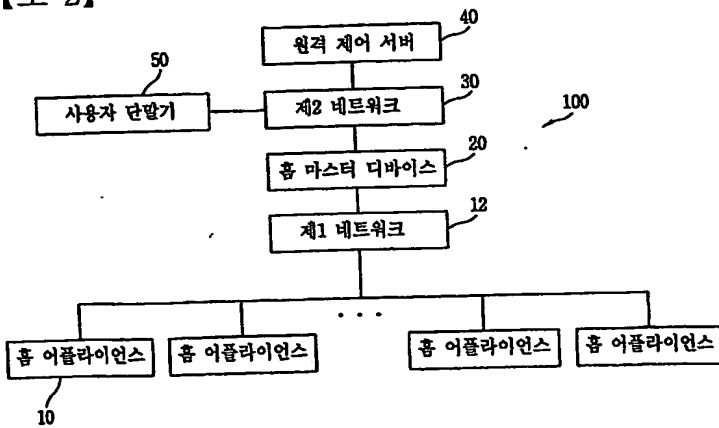 【도 2】
40
원격 제어 서버
50
30
사용자 단말기
제2 네트워크
100
20
홈 마스터 디바이스
12
제1 네트워크
...
홈 어플라이언스 홈 어플라이언스 홈 어플라이언스 홈 어플라이언스
10